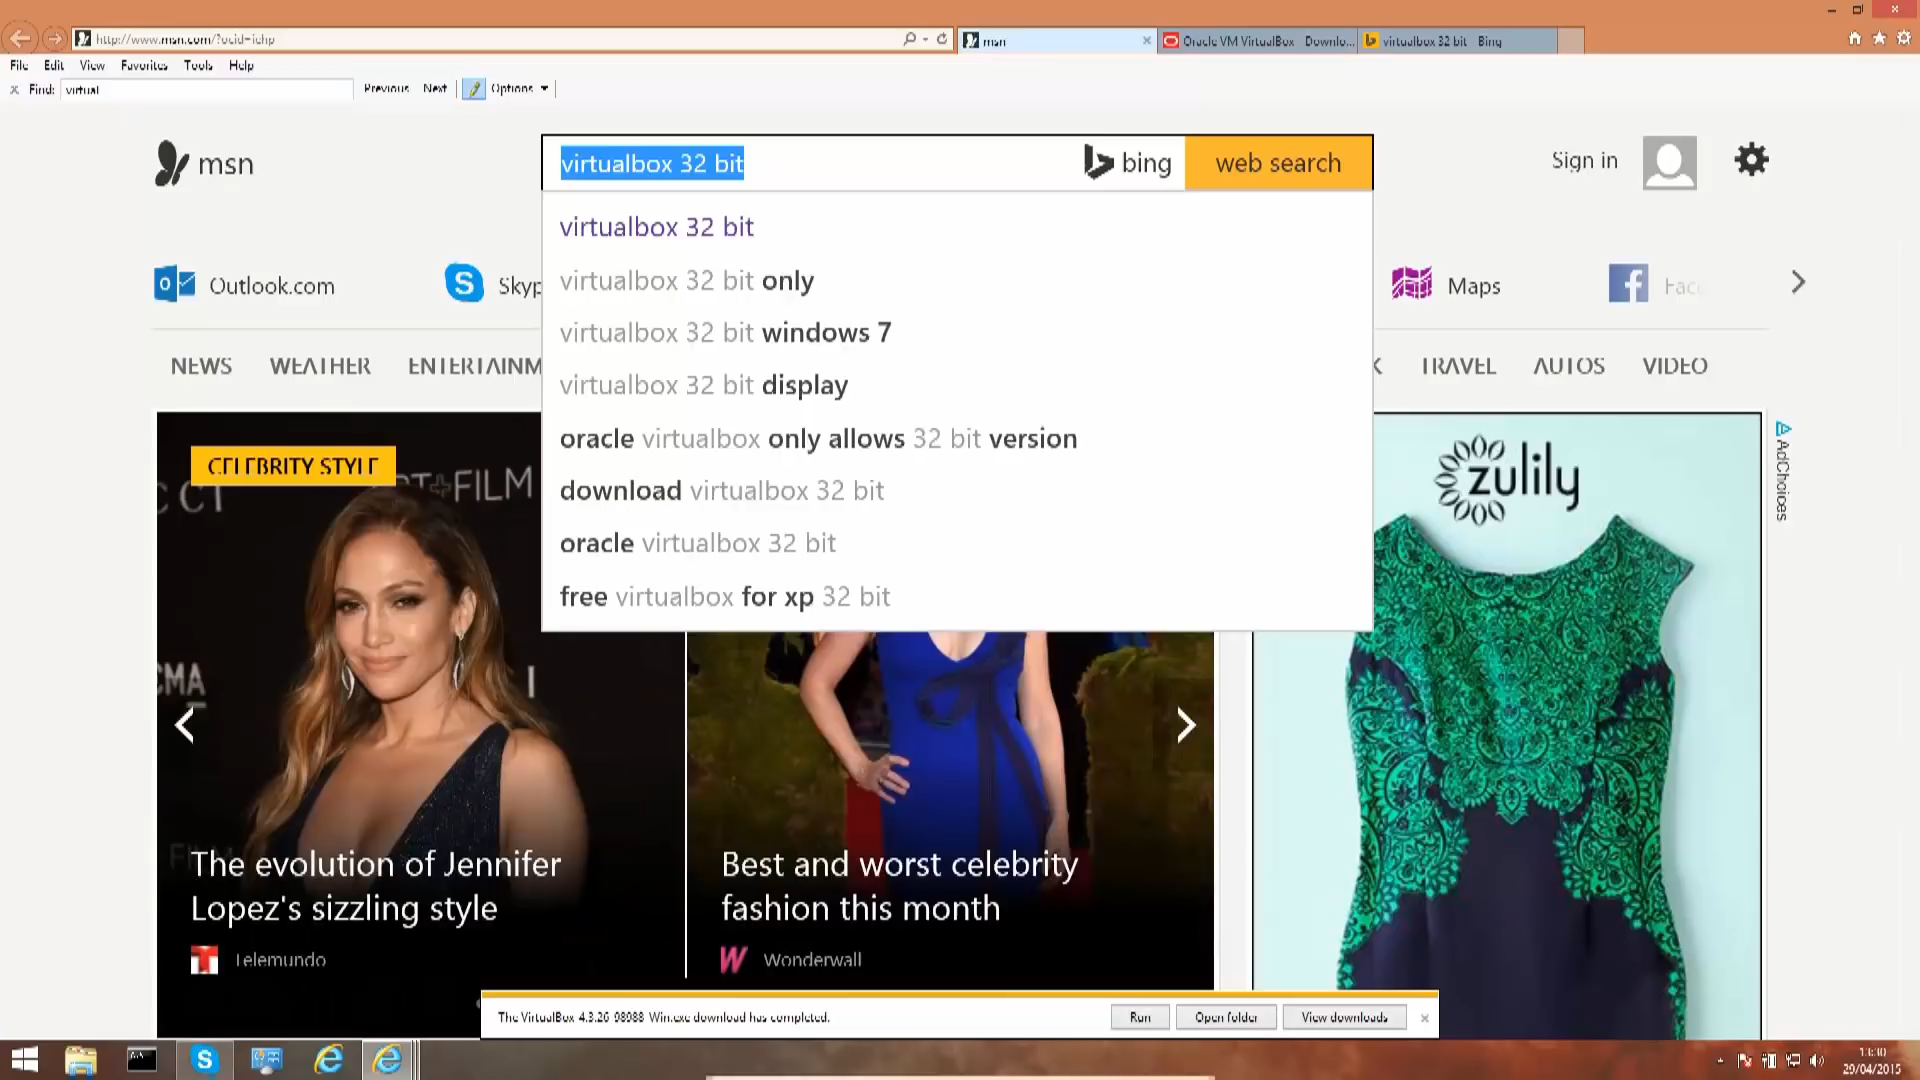 http://www.msn.com/?ocid=iehp
msn
Oracle VM VirtualBox - Downlo...
virtualbox 32 bit - Bing
File Edit View Favorites Tools Help
Find: virtual
Previous Next Options
msn
virtualbox 32 bit
bing
web search
Sign in
virtualbox 32 bit
virtualbox 32 bit only
virtualbox 32 bit windows 7
virtualbox 32 bit display
oracle virtualbox only allows 32 bit version
download virtualbox 32 bit
oracle virtualbox 32 bit
free virtualbox for xp 32 bit
Outlook.com
Skyp
Maps
Fac
NEWS WEATHER ENTERTAINM
K TRAVEL AUTOS VIDEO
CELEBRITY STYLE
ART+FILM
CMA
The evolution of Jennifer
Lopez's sizzling style
Telemundo
Best and worst celebrity
fashion this month
Wonderwall
zulily
AdChoices
The VirtualBox-4.3.26-98988-Win.exe download has completed.
Run
Open folder
View downloads
13:30
29/04/2015